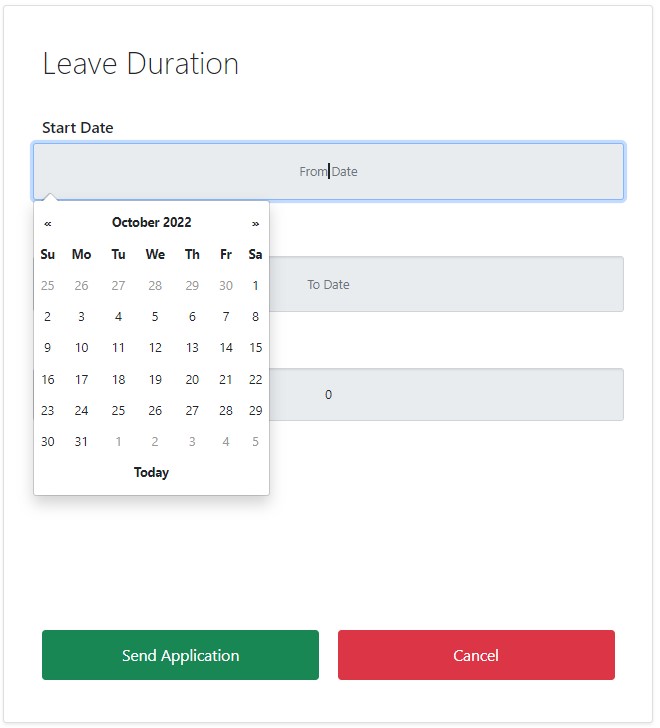 Leave Duration
Start Date
From Date
« October 2022 »
Su Mo Tu We Th Fr Sa
25 26 27 28 29 30 1
2 3 4 5 6 7 8
9 10 11 12 13 14 15
16 17 18 19 20 21 22
23 24 25 26 27 28 29
30 31 1 2 3 4 5
Today
To Date
0
Send Application Cancel